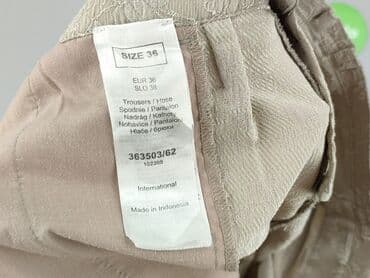 SIZE 36
EUR 36
SLO 38
Trousers / Hose
Spodnie / Pantalon
Nadrág / Kalhoty
Nohavice / Pantaloni
Hlače / брюки
363503/62
International
Made in Indonesia